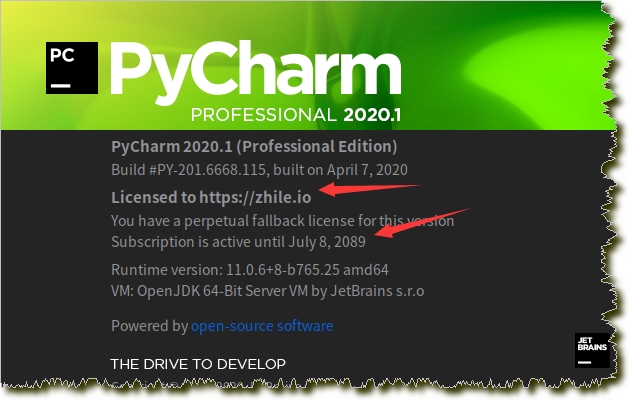 PC
PyCharm
PROFESSIONAL 2020.1
PyCharm 2020.1 (Professional Edition)
Build #PY-201.6668.115, built on April 7, 2020
Licensed to https://zhile.io
You have a perpetual fallback license for this version
Subscription is active until July 8, 2089
Runtime version: 11.0.6+8-b765.25 amd64
VM: OpenJDK 64-Bit Server VM by JetBrains s.r.o
Powered by open-source software
JET
BRAINS
THE DRIVE TO DEVELOP